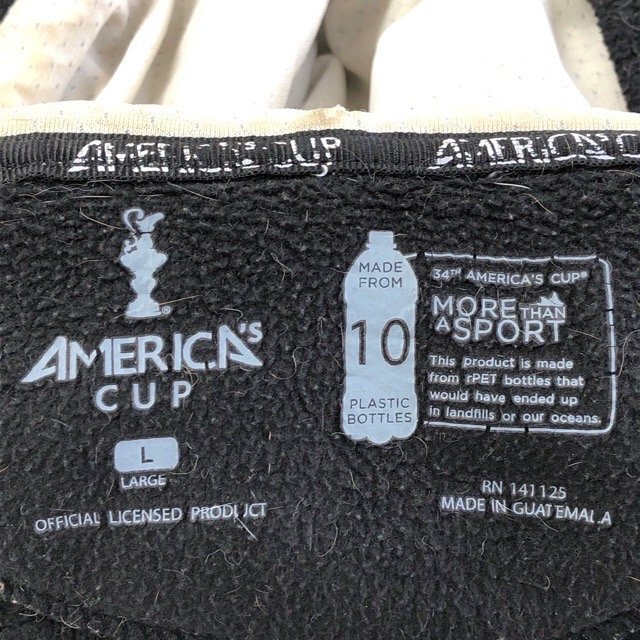 AMERICA'S CUP
AMERICA'S C
AMERICA'S
CUP
L
LARGE
OFFICIAL LICENSED PRODUCT
MADE
FROM
10
PLASTIC
BOTTLES
34TH AMERICA'S CUP®
MORE THAN
A SPORT
This product is made
from rPET bottles that
would have ended up
in landfills or our oceans
RN 141125
MADE IN GUATEMALA